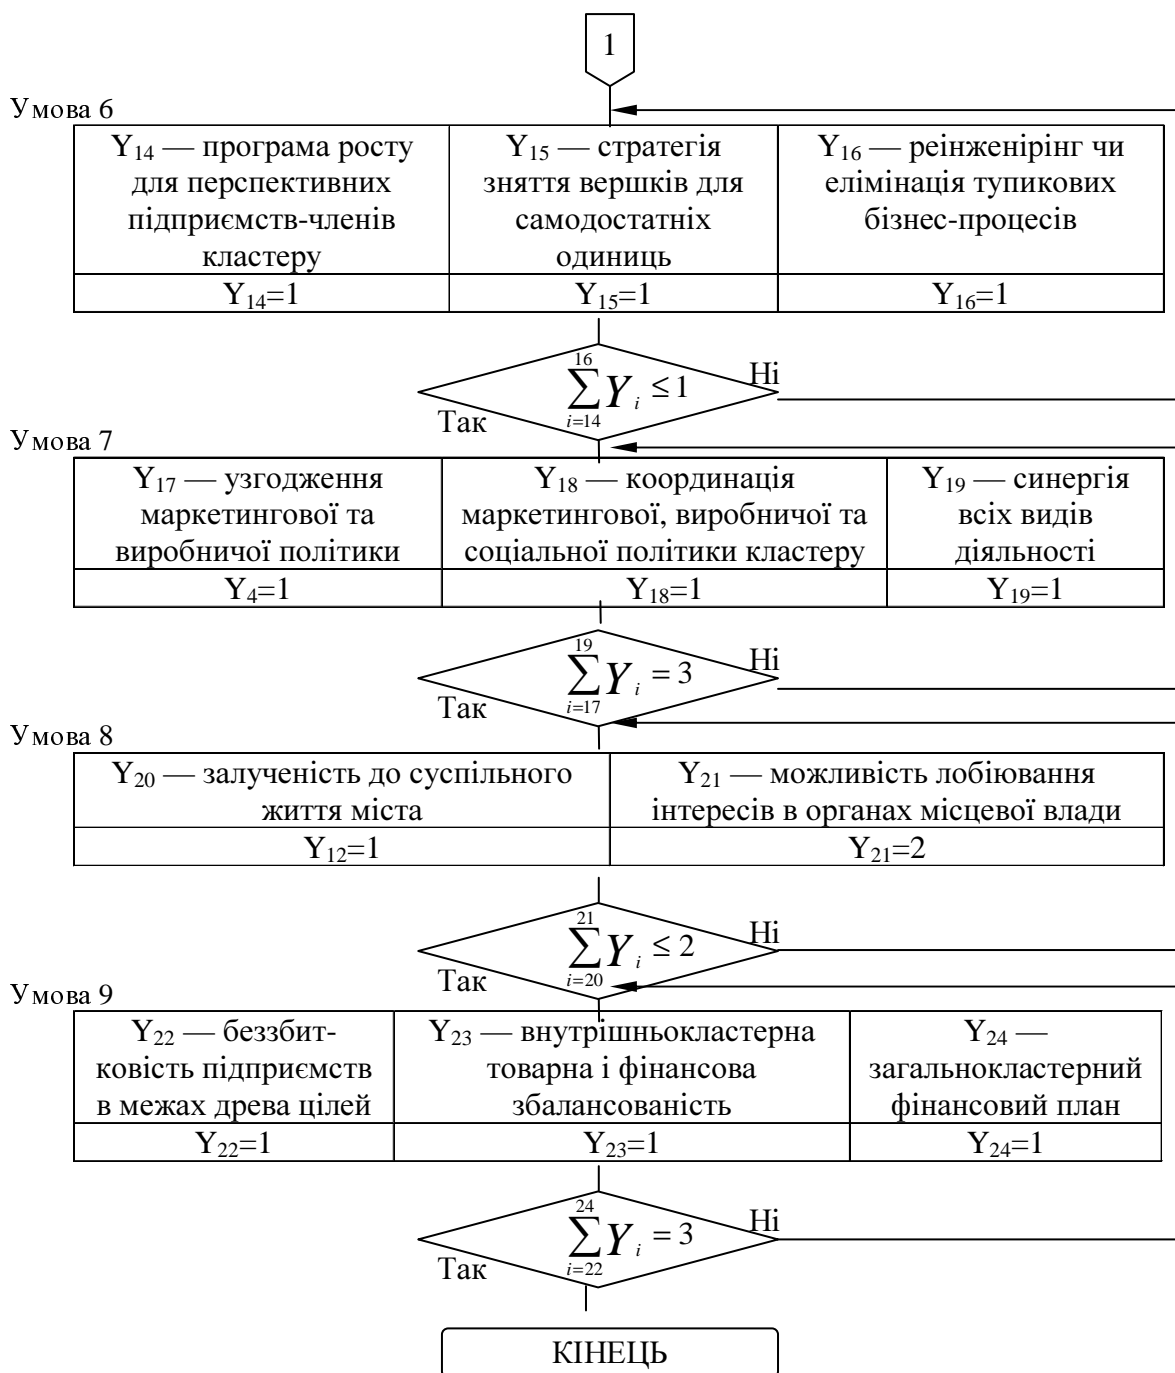 1
Умова 6
Y₁₄ — програма росту
для перспективних
підприємств-членів
кластеру
Y₁₅ — стратегія
зняття вершків для
самодостатніх
одиниць
Y₁₆ — реінженірінг чи
елімінація тупикових
бізнес-процесів
Y₁₄=1
Y₁₅=1
Y₁₆=1
16
∑ Y i ≤ 1
i=14
Ні
Так
Умова 7
Y₁₇ — узгодження
маркетингової та
виробничої політики
Y₁₈ — координація
маркетингової, виробничої та
соціальної політики кластеру
Y₁₉ — синергія
всіх видів
діяльності
Y₄=1
Y₁₈=1
Y₁₉=1
19
∑ Y i = 3
i=17
Ні
Так
Умова 8
Y₂₀ — залученість до суспільного
життя міста
Y₂₁ — можливість лобіювання
інтересів в органах місцевої влади
Y₁₂=1
Y₂₁=2
21
∑ Y i ≤ 2
i=20
Ні
Так
Умова 9
Y₂₂ — беззбит-
ковість підприємств
в межах древа цілей
Y₂₃ — внутрішньокластерна
товарна і фінансова
збалансованість
Y₂₄ —
загальнокластерний
фінансовий план
Y₂₂=1
Y₂₃=1
Y₂₄=1
24
∑ Y i = 3
i=22
Ні
Так
КІНЕЦЬ